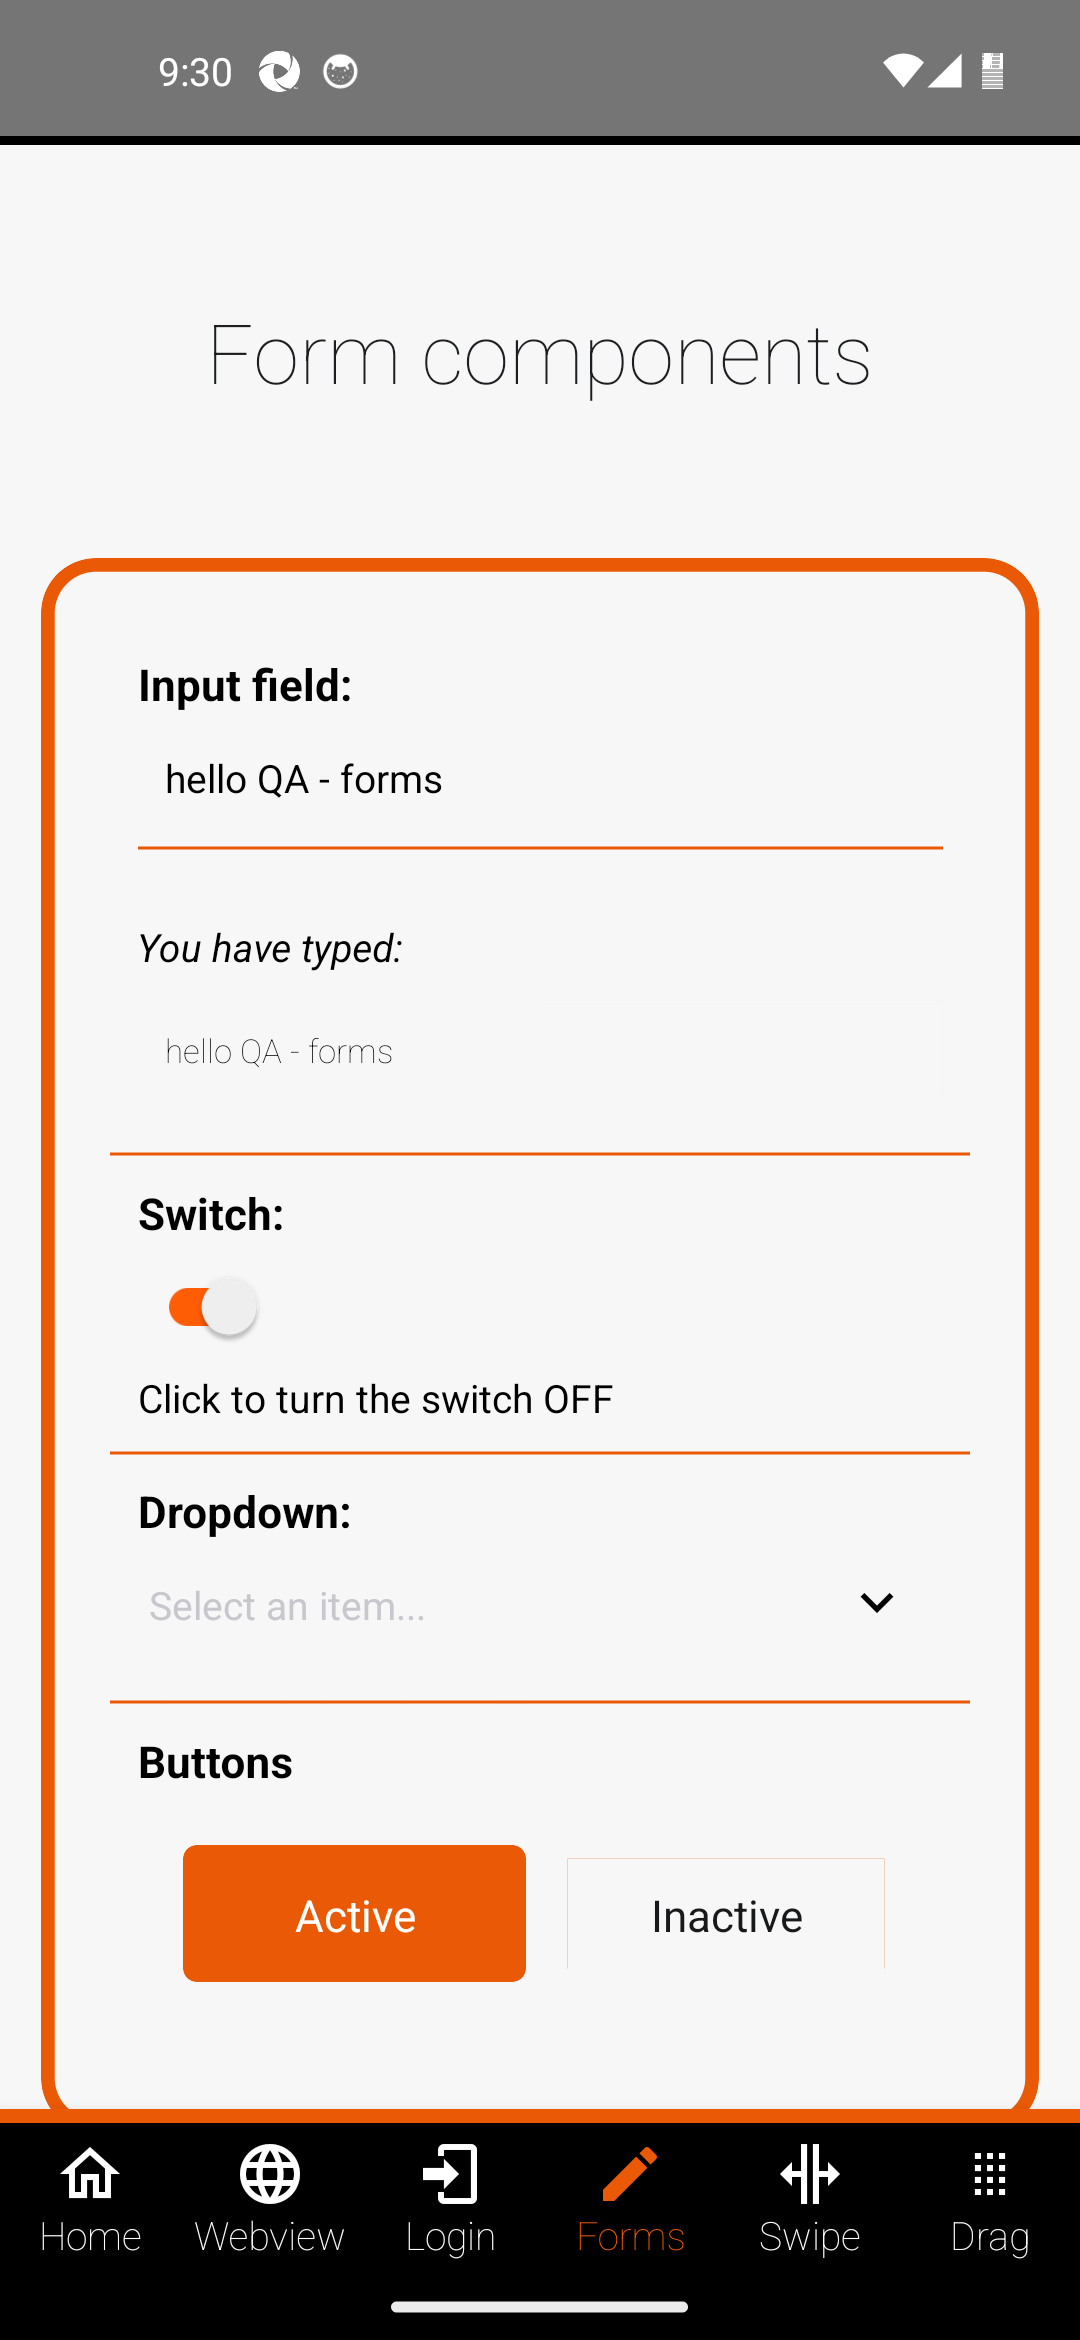 9:30
Form components
Input field:
hello QA - forms
You have typed:
hello QA - forms
Switch:
Click to turn the switch OFF
Dropdown:
Select an item...
Buttons
Active Inactive
Home Webview Login Forms Swipe Drag